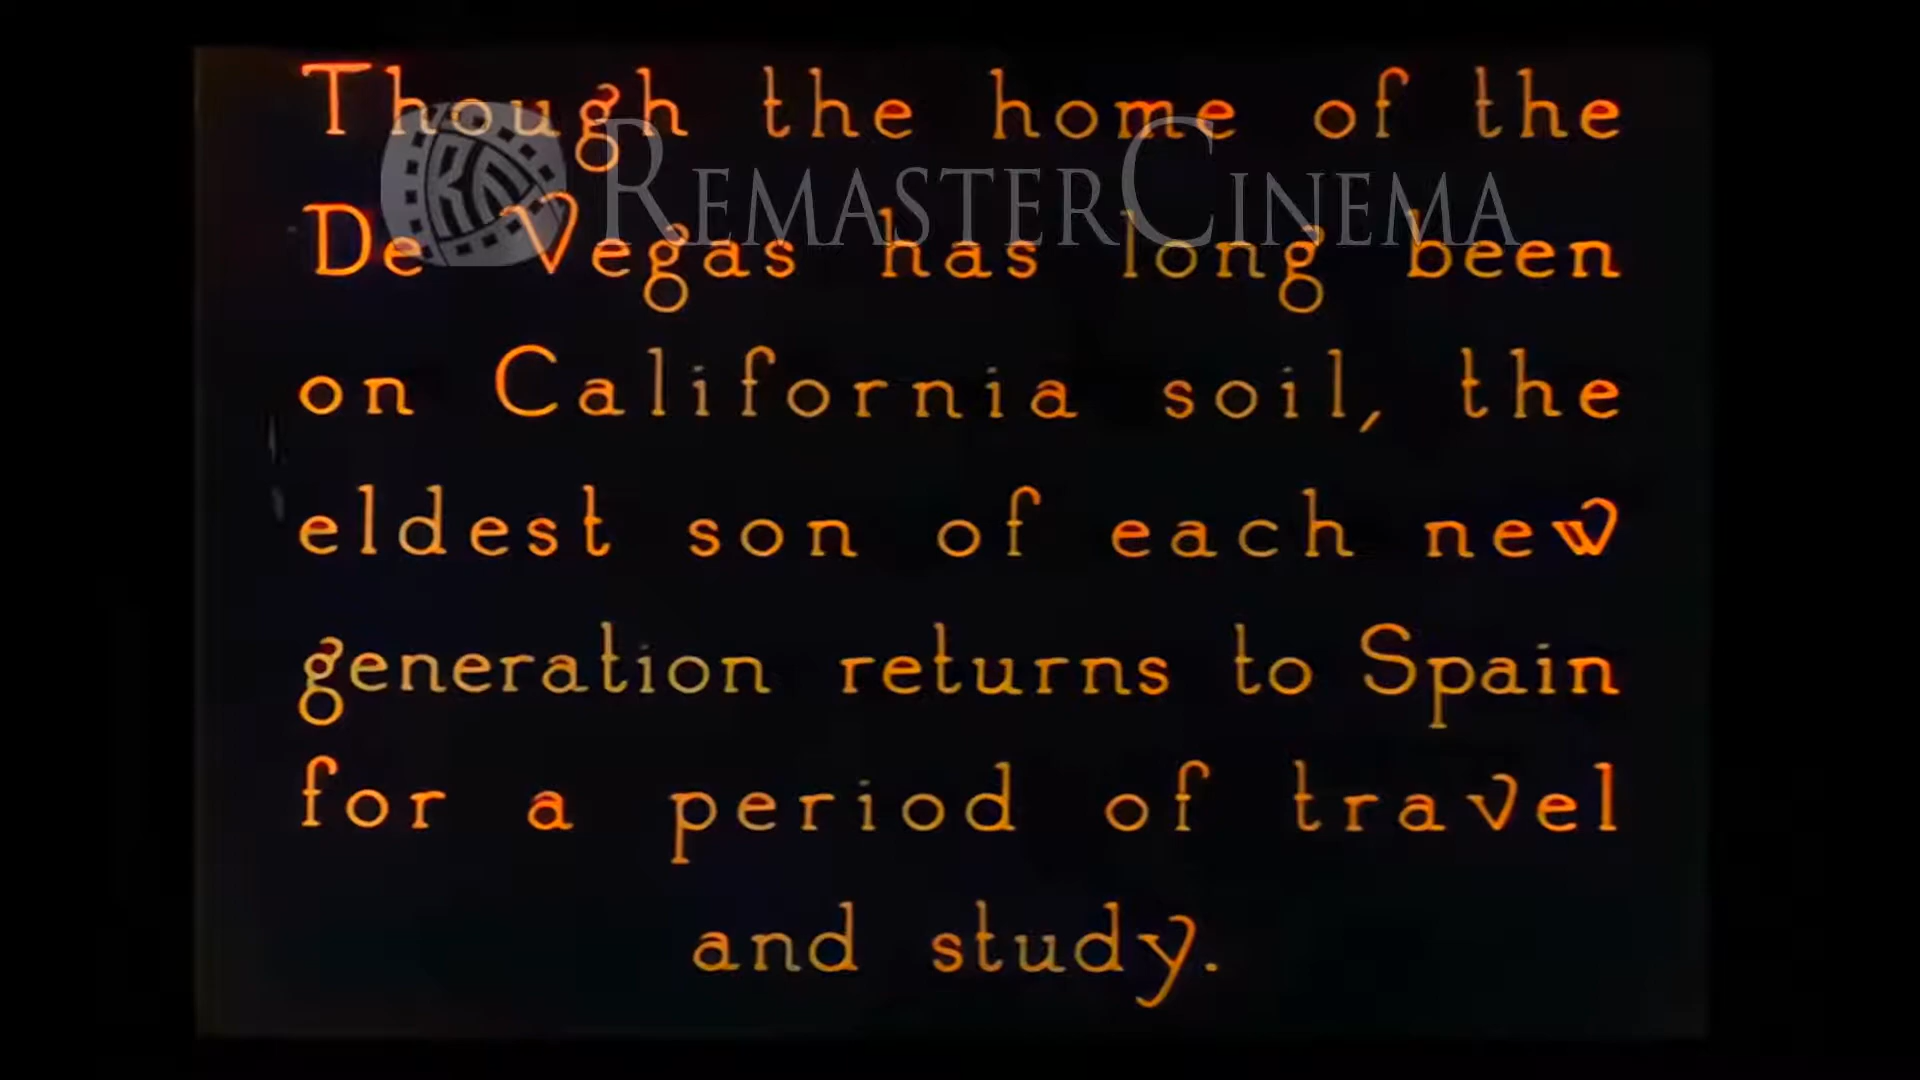 Though the home of the
REMASTERCINEMA
De Vegas has long been
on California soil, the
eldest son of each new
generation returns to Spain
for a period of travel
and study.